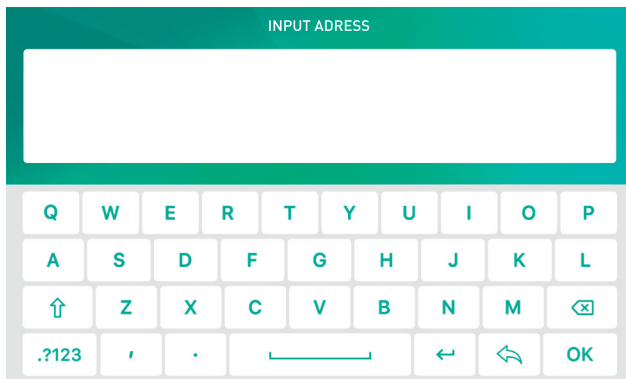 INPUT ADRESS
Q W E R T Y U I O P
A S D F G H J K L
Z X C V B N M
.?123 , . OK